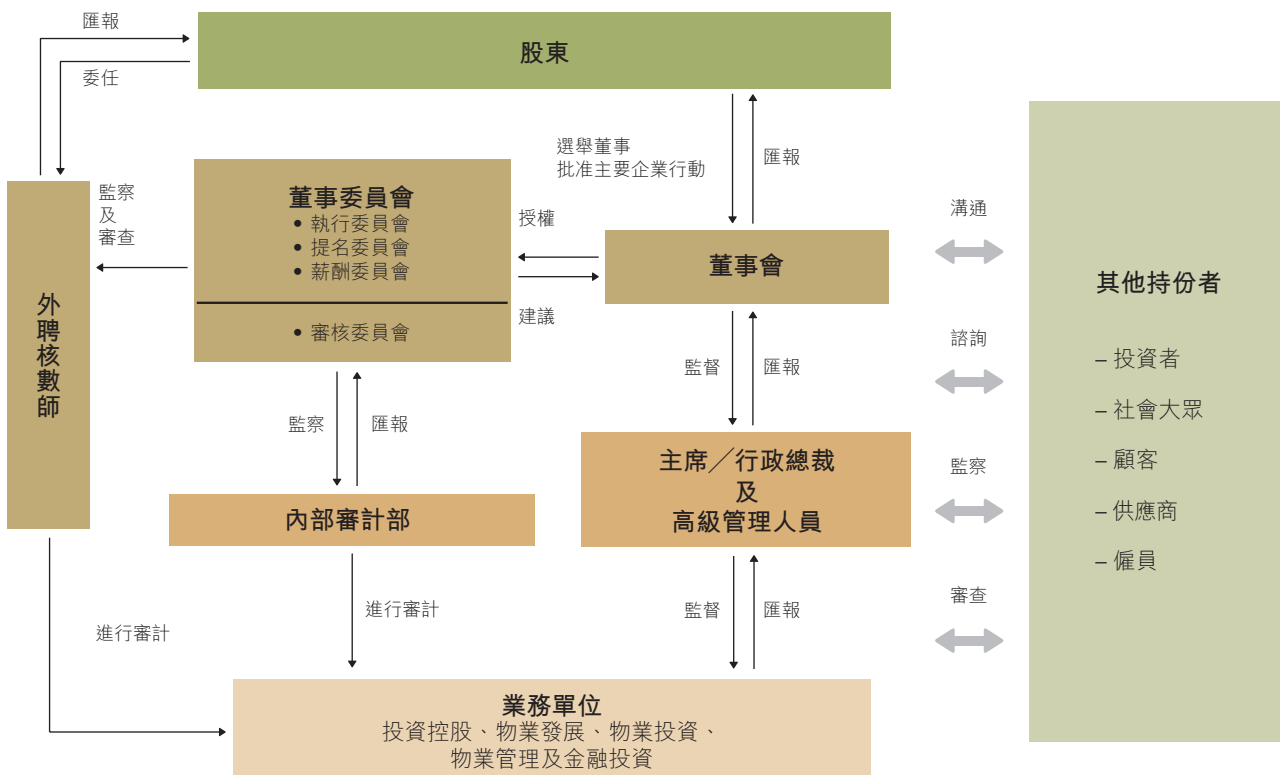 匯報
股東
委任
選舉董事
批准主要企業行動
匯報
董事委員會
• 執行委員會
• 提名委員會
• 薪酬委員會
• 審核委員會
監察
及
審查
授權
建議
董事會
溝通
其他持份者
– 投資者
– 社會大眾
– 顧客
– 供應商
– 僱員
外聘核數師
監察
匯報
監督
匯報
諮詢
內部審計部
主席╱行政總裁
及
高級管理人員
監察
進行審計
進行審計
監督
匯報
審查
業務單位
投資控股、物業發展、物業投資、
物業管理及金融投資